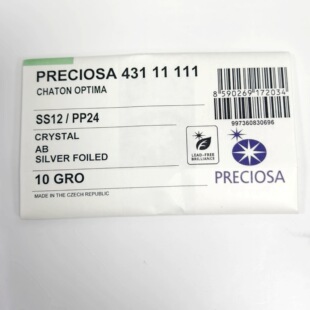 PRECIOSA 431 11 111
CHATON OPTIMA
8 590269 172034
SS12 / PP24
997360830696
CRYSTAL
AB
SILVER FOILED
LEAD-FREE
BRILLIANCE
10 GRO
PRECIOSA
MADE IN THE CZECH REPUBLIC